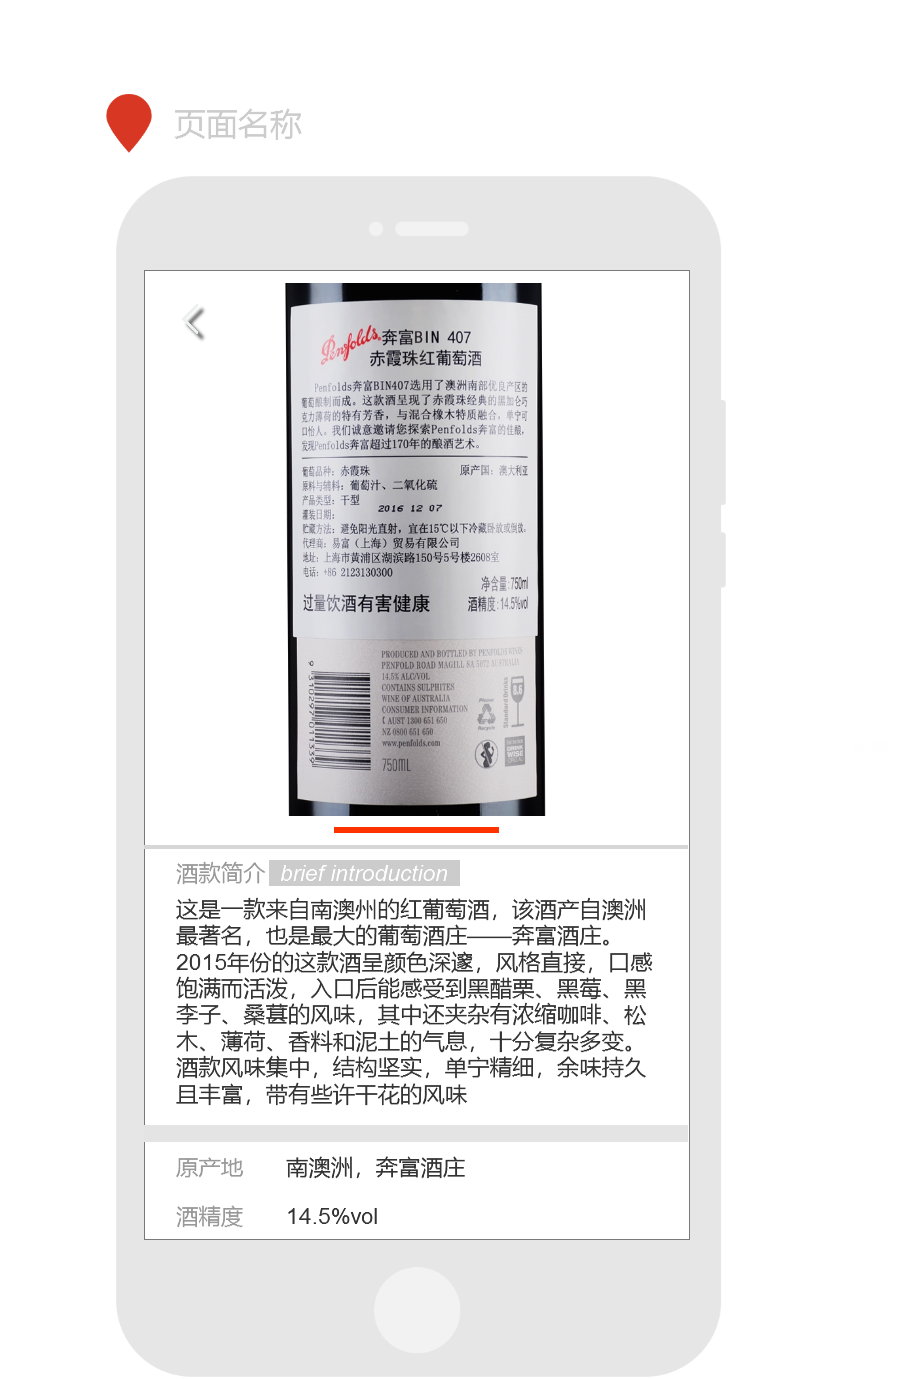 页面名称
Penfolds 奔富BIN 407
赤霞珠红葡萄酒
Penfolds奔富BIN407选用了澳洲南部优良产区的
葡萄酿制而成。这款酒呈现了赤霞珠经典的黑加仑巧
克力薄荷的特有芳香，与混合橡木特质融合，单宁可
口怡人。我们诚意邀请您探索Penfolds奔富的佳酿，
发现Penfolds奔富超过170年的酿酒艺术。
葡萄品种：赤霞珠 原产国：澳大利亚
原料与辅料：葡萄汁、二氧化硫
产品类型：干型
灌装日期： 2016 12 07
贮藏方法：避免阳光直射，宜在15℃以下冷藏卧放或倒放。
代理商：易富（上海）贸易有限公司
地址：上海市黄浦区湖滨路150号5号楼2608室
电话：+86 2123130300
净含量：750ml
过量饮酒有害健康 酒精度：14.5%vol
PRODUCED AND BOTTLED BY PENFOLDS WINES
PENFOLD ROAD MAGILL SA 5072 AUSTRALIA
14.5% ALC/VOL
CONTAINS SULPHITES
WINE OF AUSTRALIA
CONSUMER INFORMATION
AUST 1300 651 650
NZ 0800 651 650
www.penfolds.com
750ML
9 310297 011339
Please
Recycle
Standard Drinks
DRINK
WISE
酒款简介 brief introduction
这是一款来自南澳州的红葡萄酒，该酒产自澳洲
最著名，也是最大的葡萄酒庄——奔富酒庄。
2015年份的这款酒呈颜色深邃，风格直接，口感
饱满而活泼，入口后能感受到黑醋栗、黑莓、黑
李子、桑葚的风味，其中还夹杂有浓缩咖啡、松
木、薄荷、香料和泥土的气息，十分复杂多变。
酒款风味集中，结构坚实，单宁精细，余味持久
且丰富，带有些许干花的风味
原产地 南澳洲，奔富酒庄
酒精度 14.5%vol